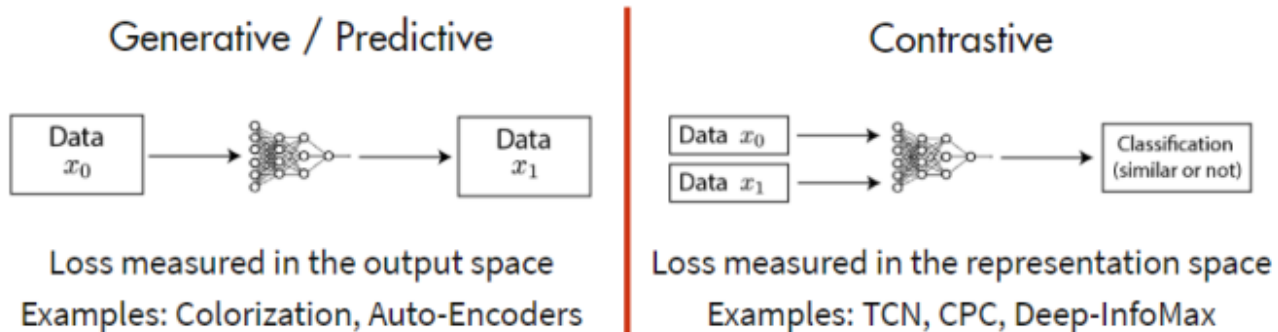 Generative / Predictive
Data
x₀
Data
x₁
Loss measured in the output space
Examples: Colorization, Auto-Encoders
Contrastive
Data x₀
Data x₁
Classification
(similar or not)
Loss measured in the representation space
Examples: TCN, CPC, Deep-InfoMax